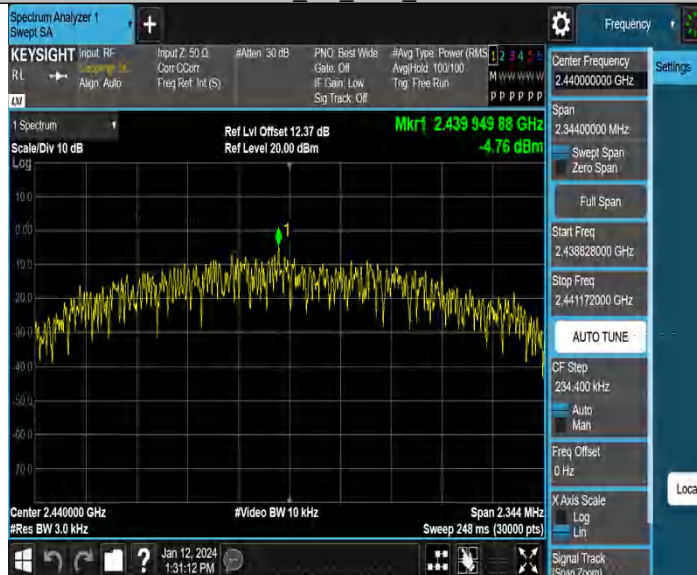 Spectrum Analyzer 1
Swept SA
+
Frequency
KEYSIGHT
Input: RF
Input Z: 50 Ω
#Atten: 30 dB
PNO: Best Wide
#Avg Type: Power (RMS
1 2 3 4 5 6
RL
Corr CCorr
Gate: Off
Avg|Hold: 100/100
M W W W W W
Align: Auto
Freq Ref: Int (S)
IF Gain: Low
Trig: Free Run
P P P P P P
Sig Track: Off
LXI
1 Spectrum
Ref Lvl Offset 12.37 dB
Mkr1 2.439 949 88 GHz
Scale/Div 10 dB
Ref Level 20.00 dBm
-4.76 dBm
Log
10.0
0.00
-10.0
-20.0
-30.0
-40.0
-50.0
-60.0
-70.0
1
Center 2.440000 GHz
#Video BW 10 kHz
Span 2.344 MHz
#Res BW 3.0 kHz
Sweep 248 ms (30000 pts)
?
Jan 12, 2024
1:31:12 PM
Center Frequency
2.440000000 GHz
Settings
Span
2.34400000 MHz
Swept Span
Zero Span
Full Span
Start Freq
2.438828000 GHz
Stop Freq
2.441172000 GHz
AUTO TUNE
CF Step
234.400 kHz
Auto
Man
Freq Offset
0 Hz
Loca
X Axis Scale
Log
Lin
Signal Track
(Span Zoom)